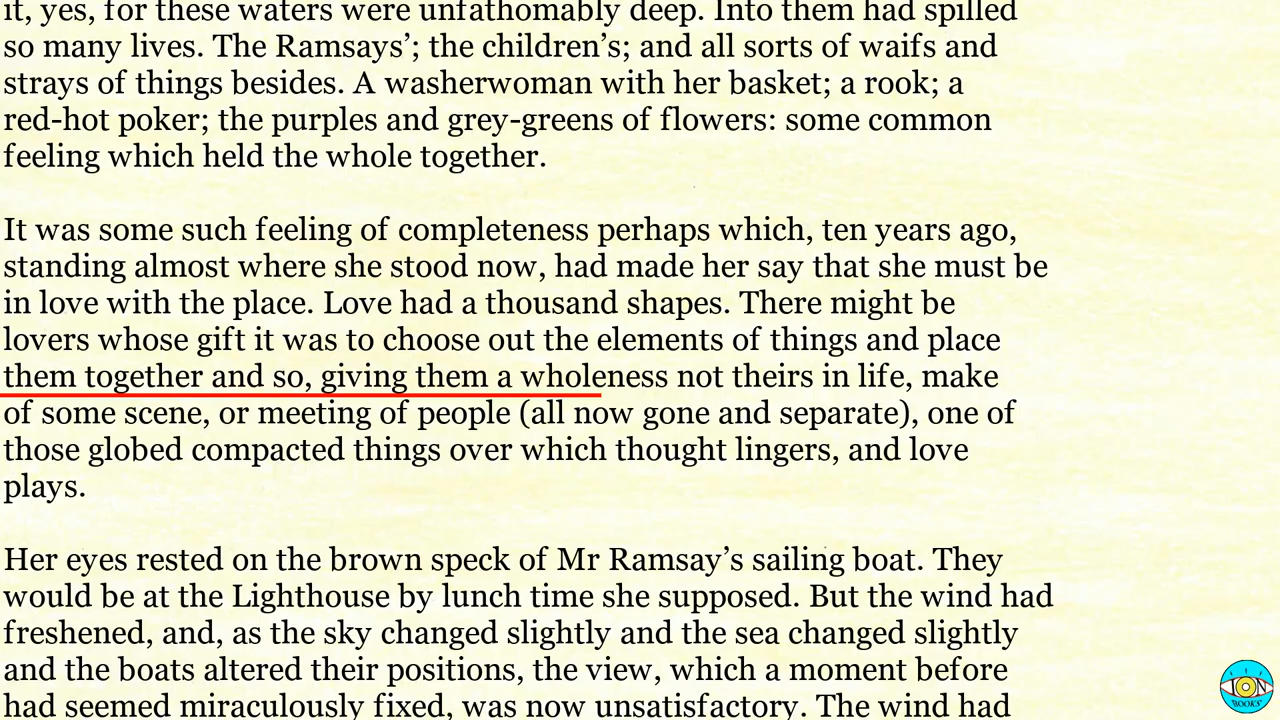 it, yes, for these waters were unfathomably deep. Into them had spilled
so many lives. The Ramsays’; the children’s; and all sorts of waifs and
strays of things besides. A washerwoman with her basket; a rook; a
red-hot poker; the purples and grey-greens of flowers: some common
feeling which held the whole together.
It was some such feeling of completeness perhaps which, ten years ago,
standing almost where she stood now, had made her say that she must be
in love with the place. Love had a thousand shapes. There might be
lovers whose gift it was to choose out the elements of things and place
them together and so, giving them a wholeness not theirs in life, make
of some scene, or meeting of people (all now gone and separate), one of
those globed compacted things over which thought lingers, and love
plays.
Her eyes rested on the brown speck of Mr Ramsay’s sailing boat. They
would be at the Lighthouse by lunch time she supposed. But the wind had
freshened, and, as the sky changed slightly and the sea changed slightly
and the boats altered their positions, the view, which a moment before
had seemed miraculously fixed, was now unsatisfactory. The wind had
ION
BOOKS